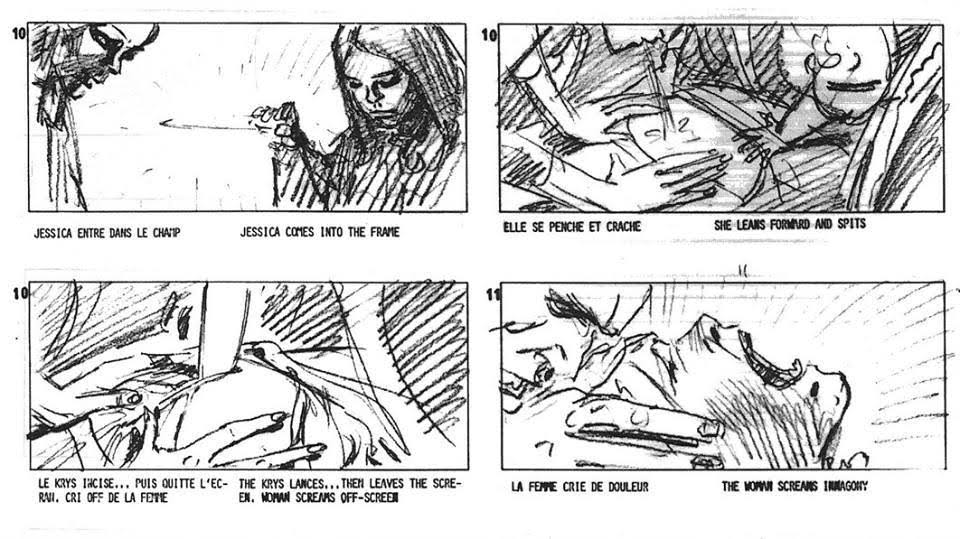 10
JESSICA ENTRE DANS LE CHAMP
JESSICA COMES INTO THE FRAME
10
ELLE SE PENCHE ET CRACHE
SHE LEANS FORWARD AND SPITS
10
LE KRYS INCISE... PUIS QUITTE L'EC-
RAN. CRI OFF DE LA FEMME
THE KRYS LANCES...THEN LEAVES THE SCRE-
EN. WOMAN SCREAMS OFF-SCREEN
11
LA FEMME CRIE DE DOULEUR
THE WOMAN SCREAMS INNAGONY